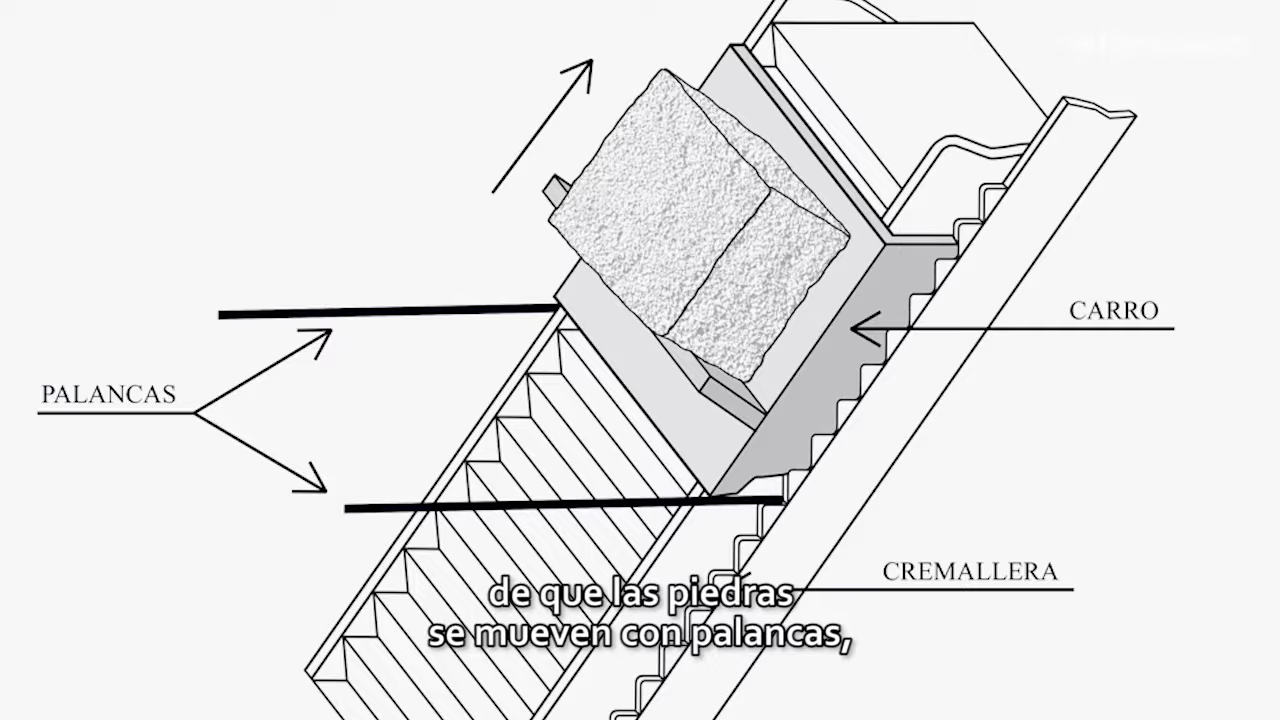 CARRO
PALANCAS
CREMALLERA
de que las piedras
se mueven con palancas,